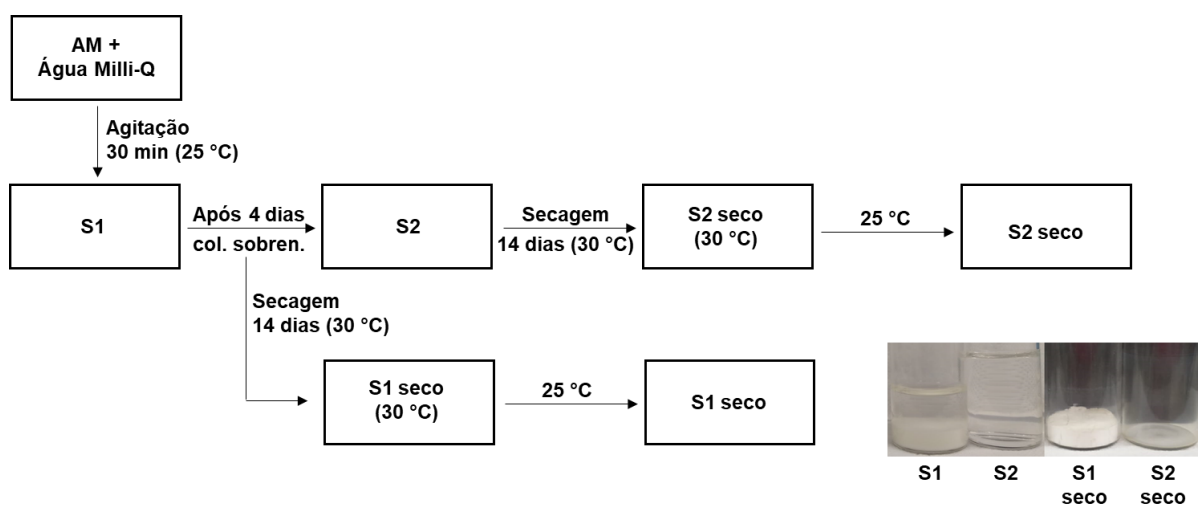 AM +
Água Milli-Q
Agitação
30 min (25 °C)
S1
Após 4 dias
col. sobren.
S2
Secagem
14 dias (30 °C)
S2 seco
(30 °C)
25 °C
S2 seco
Secagem
14 dias (30 °C)
S1 seco
(30 °C)
25 °C
S1 seco
S1
S2
S1
seco
S2
seco